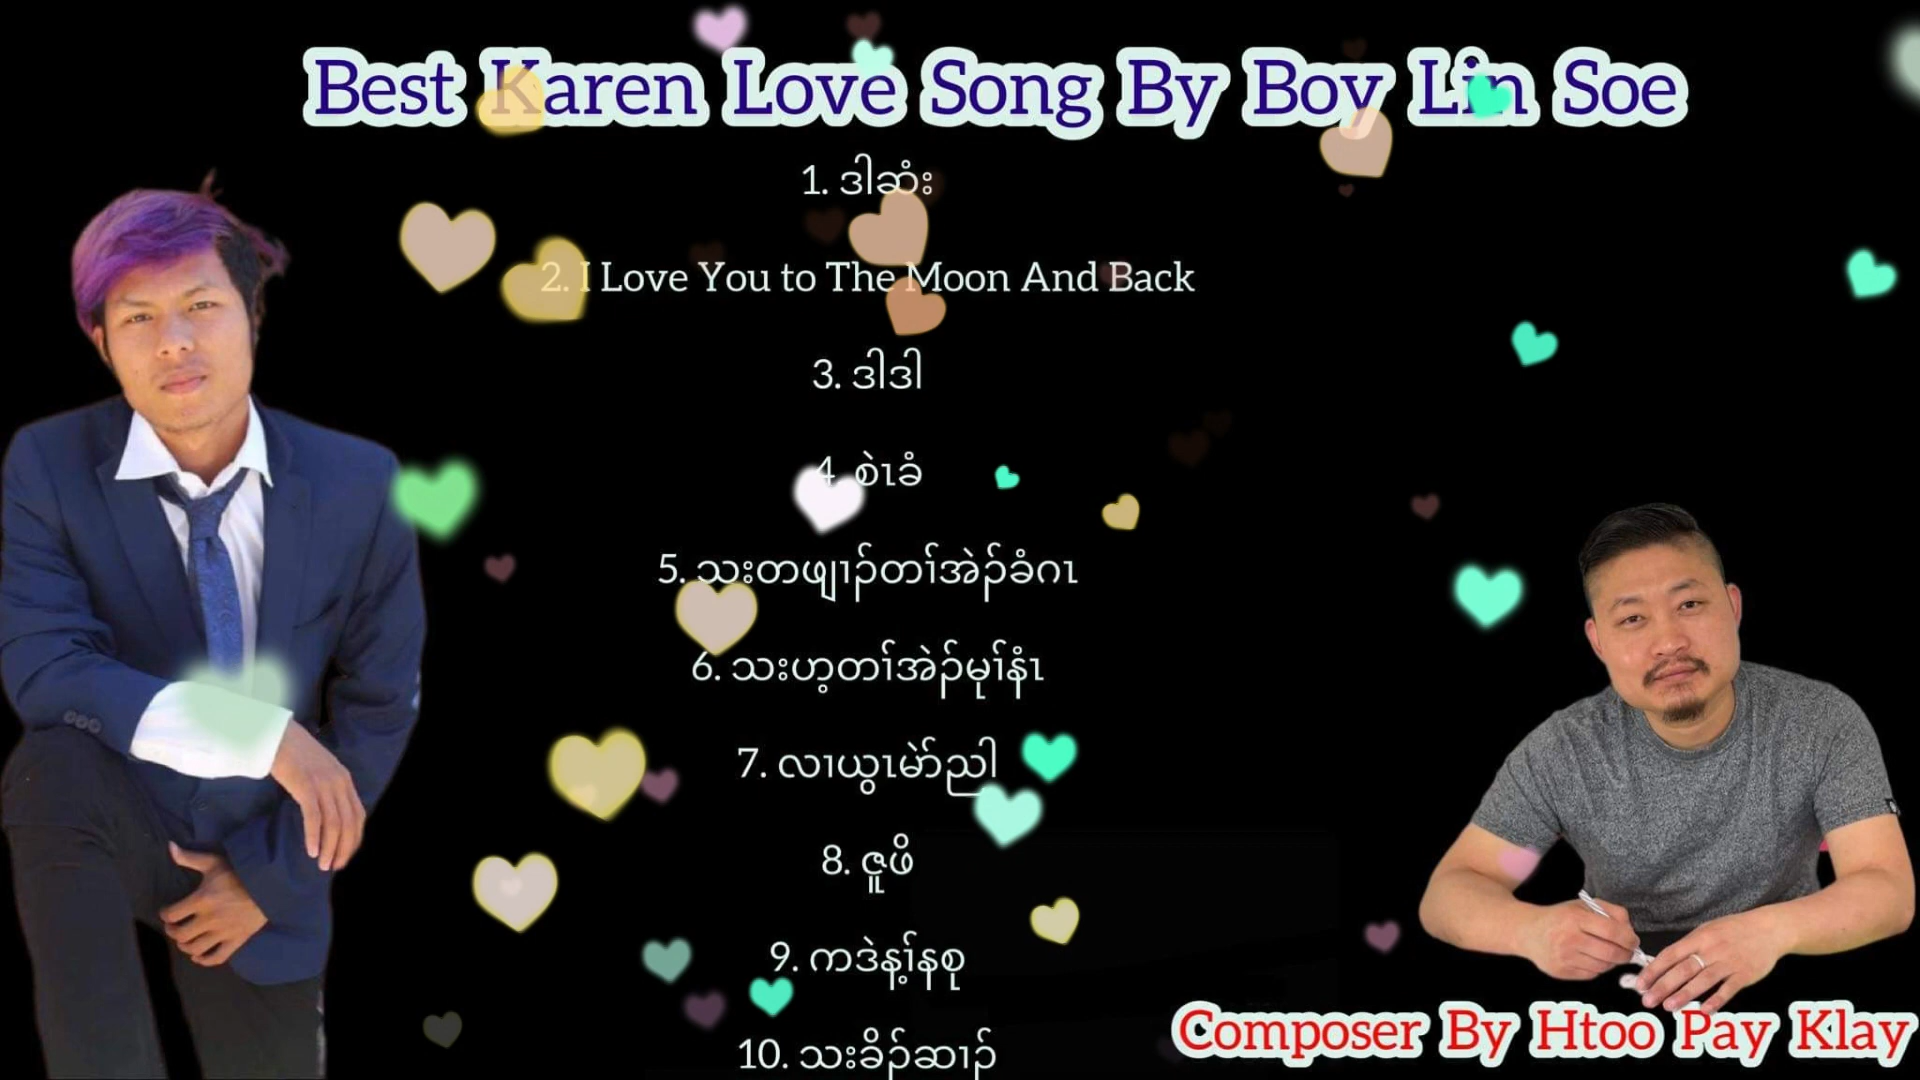 Best Karen Love Song By Boy Lin Soe
1. ဒါဆံး
2. I Love You to The Moon And Back
3. ဒါဒါ
4. စဲၤခံ
5. သးတဖျၢၣ်တၢ်အဲၣ်ခံဂၤ
6. သးဟ့တၢ်အဲၣ်မုၢ်နံၤ
7. လၢယွၤမဲာ်ညါ
8. ဇူဖိ
9. ကဒဲန့ၢ်နစု
10. သးခိၣ်ဆၢၣ်
Composer By Htoo Pay Klay